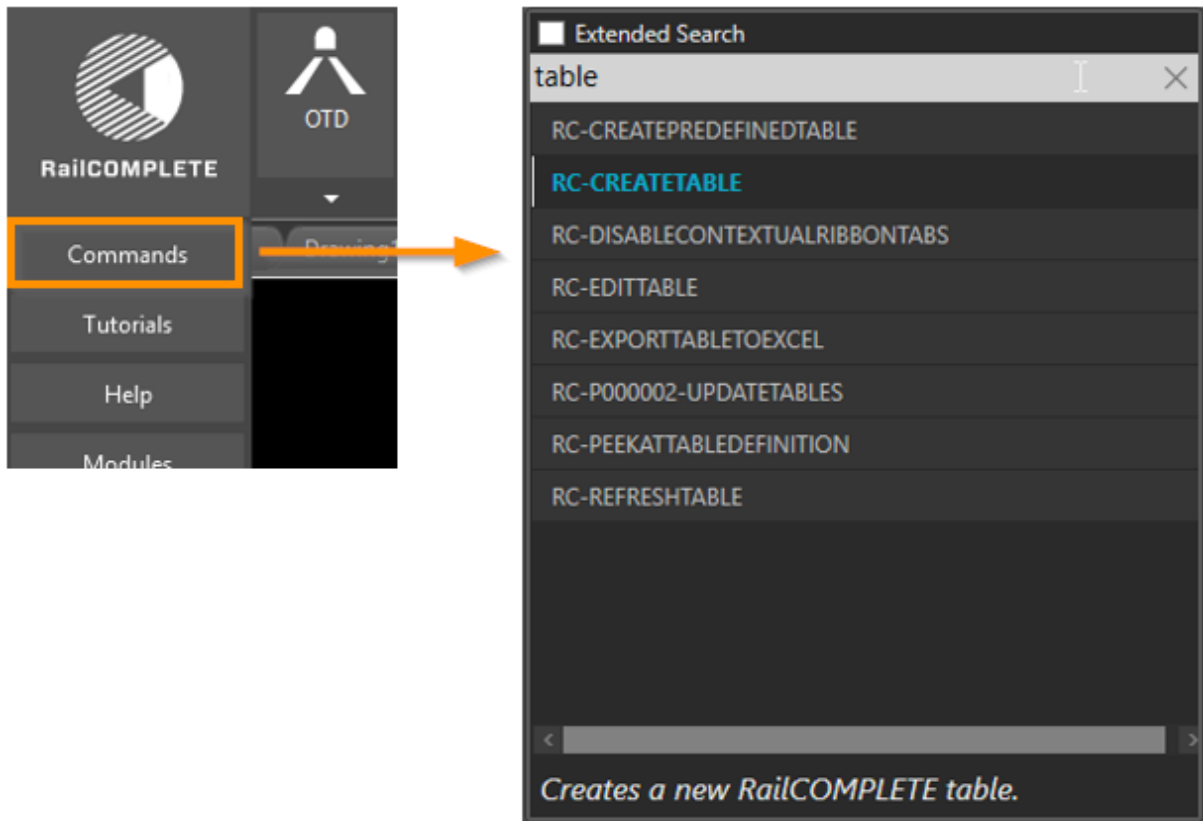 RailCOMPLETE
OTD
Commands
Drawing1
Tutorials
Help
Modules
Extended Search
table
RC-CREATEPREDEFINEDTABLE
RC-CREATETABLE
RC-DISABLECONTEXTUALRIBBONTABS
RC-EDITTABLE
RC-EXPORTTABLETOEXCEL
RC-P000002-UPDATETABLES
RC-PEEKATTABLEDEFINITION
RC-REFRESHTABLE
Creates a new RailCOMPLETE table.